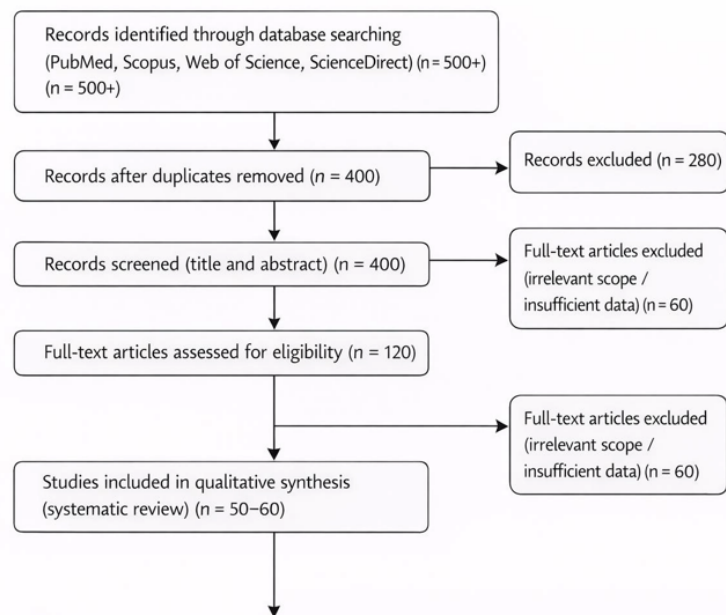 Records identified through database searching
(PubMed, Scopus, Web of Science, ScienceDirect) (n = 500+)
(n = 500+)
Records after duplicates removed (n = 400)
Records excluded (n = 280)
Records screened (title and abstract) (n = 400)
Full-text articles excluded
(irrelevant scope /
insufficient data) (n = 60)
Full-text articles assessed for eligibility (n = 120)
Full-text articles excluded
(irrelevant scope /
insufficient data) (n = 60)
Studies included in qualitative synthesis
(systematic review) (n = 50–60)